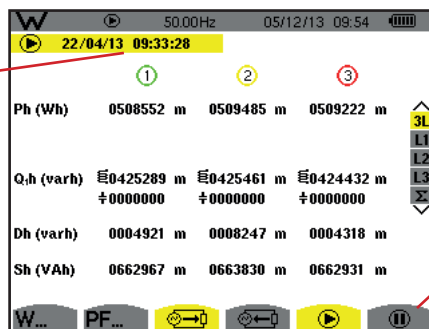 W 50.00Hz 05/12/13 09:54
22/04/13 09:33:28
1 2 3
Ph (Wh) 0508552 m 0509485 m 0509222 m
3L
L1
L2
Q₁h (varh) 0425289 m 0425461 m 0424432 m L3
0000000 0000000 0000000 Σ
Dh (varh) 0004921 m 0008247 m 0004318 m
Sh (VAh) 0662967 m 0663830 m 0662931 m
W... PF...